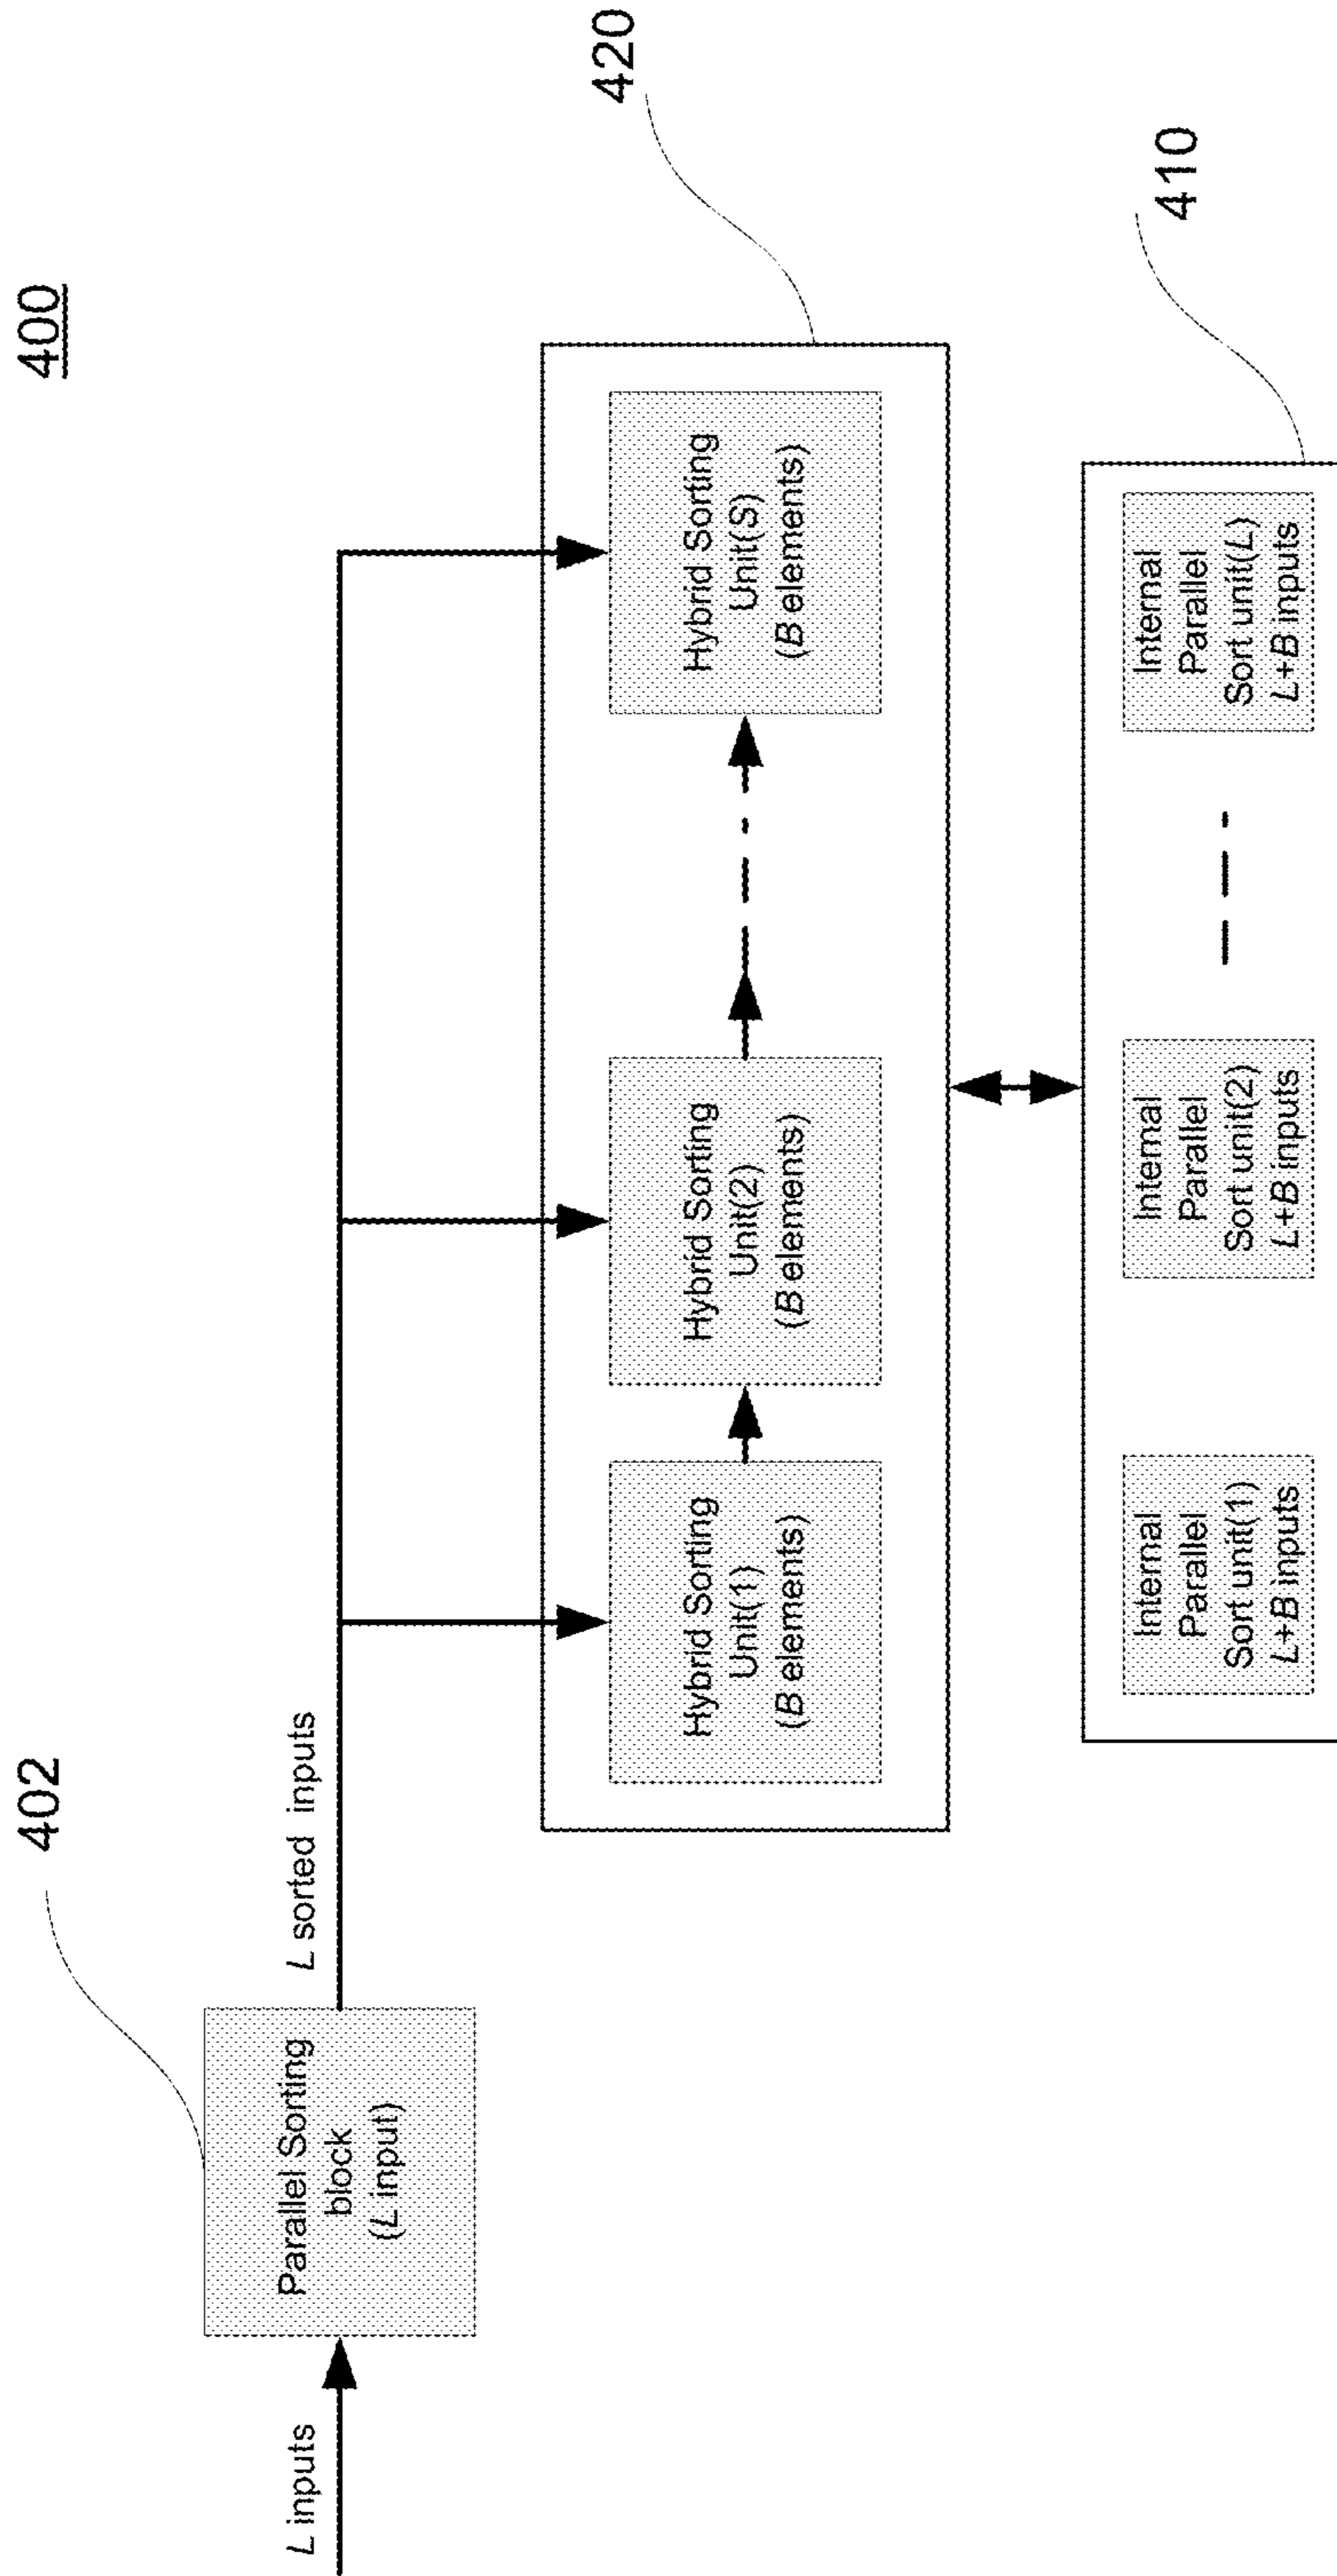 400
402
L inputs
Parallel Sorting
block
(L input)
L sorted inputs
420
Hybrid Sorting
Unit(1)
(B elements)
Hybrid Sorting
Unit(2)
(B elements)
Hybrid Sorting
Unit(S)
(B elements)
410
Internal
Parallel
Sort unit(1)
L+B inputs
Internal
Parallel
Sort unit(2)
L+B inputs
Internal
Parallel
Sort unit(L)
L+B inputs